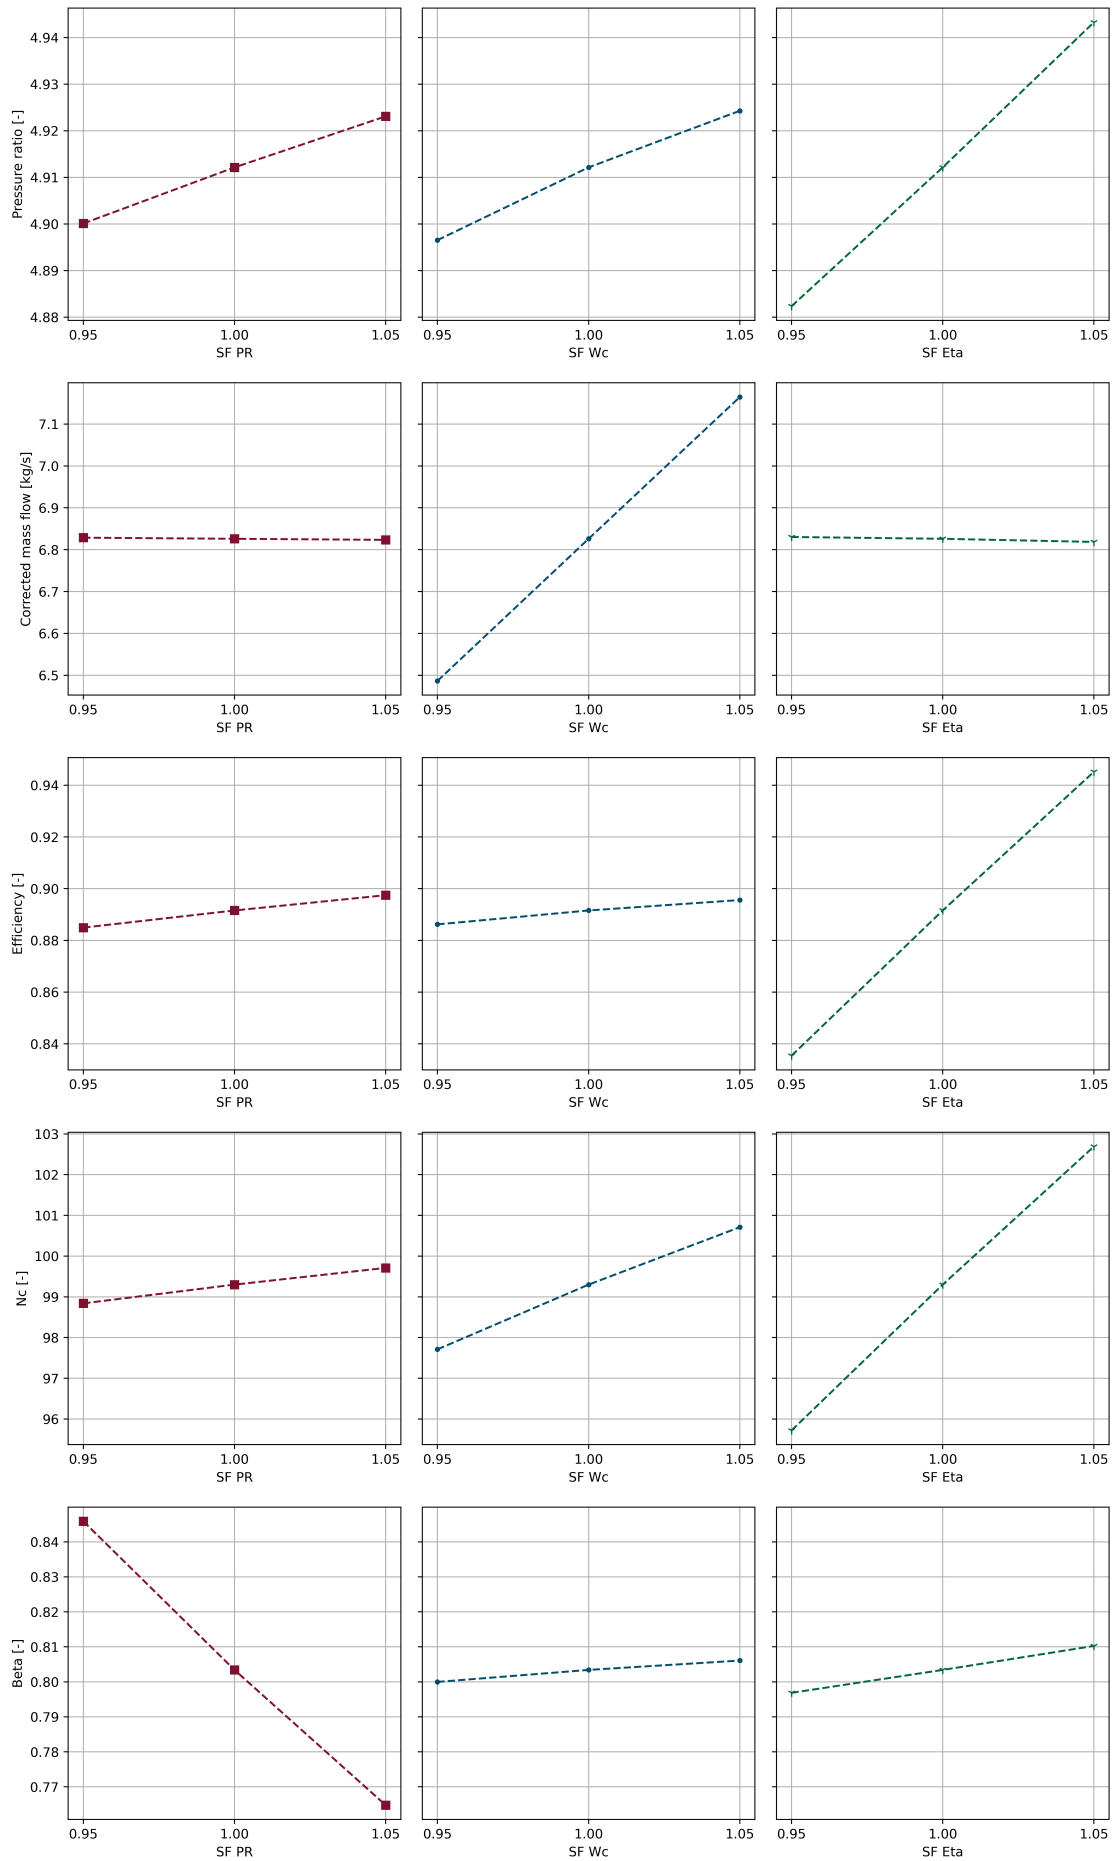 Pressure ratio [-]
4.94
4.93
4.92
4.91
4.90
4.89
4.88
0.95 1.00 1.05
SF PR
0.95 1.00 1.05
SF Wc
0.95 1.00 1.05
SF Eta
Corrected mass flow [kg/s]
7.1
7.0
6.9
6.8
6.7
6.6
6.5
0.95 1.00 1.05
SF PR
0.95 1.00 1.05
SF Wc
0.95 1.00 1.05
SF Eta
Efficiency [-]
0.94
0.92
0.90
0.88
0.86
0.84
0.95 1.00 1.05
SF PR
0.95 1.00 1.05
SF Wc
0.95 1.00 1.05
SF Eta
Nc [-]
103
102
101
100
99
98
97
96
0.95 1.00 1.05
SF PR
0.95 1.00 1.05
SF Wc
0.95 1.00 1.05
SF Eta
Beta [-]
0.84
0.83
0.82
0.81
0.80
0.79
0.78
0.77
0.95 1.00 1.05
SF PR
0.95 1.00 1.05
SF Wc
0.95 1.00 1.05
SF Eta